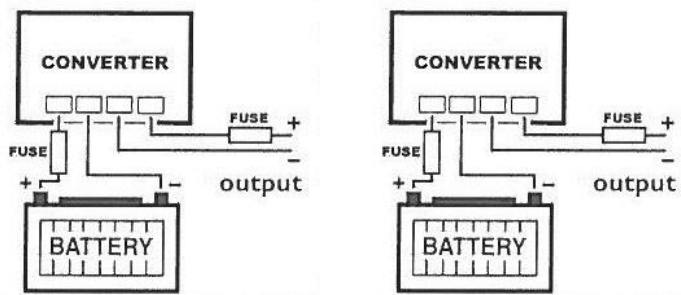 CONVERTER
FUSE
+
−
FUSE
+
−
output
BATTERY
CONVERTER
FUSE
+
−
FUSE
+
−
output
BATTERY